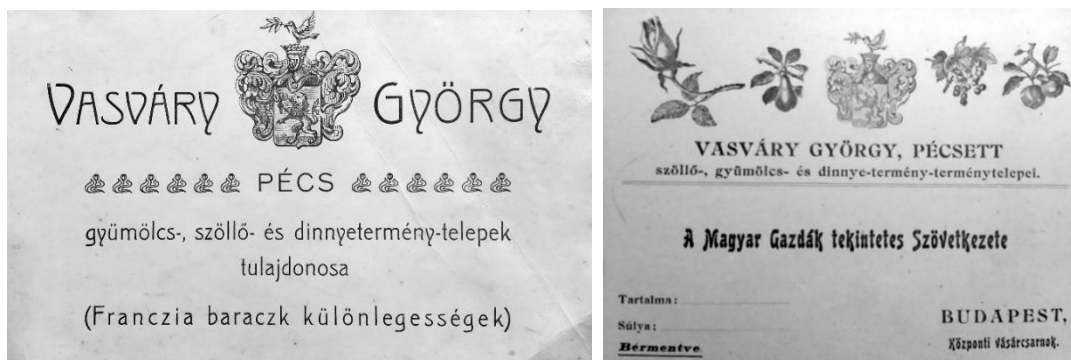 VASVÁRY GYÖRGY
PÉCS
gyümölcs-, szöllő- és dinnyetermény-telepek
tulajdonosa
(Franczia baraczk különlegességek)
VASVÁRY GYÖRGY, PÉCSETT
szöllő-, gyümölcs- és dinnye-termény-terménytelepei.
A Magyar Gazdák tekintetes Szövetkezete
Tartalma:
Súlya:
Bérmentve.
BUDAPEST,
Központi vásárcsarnok.